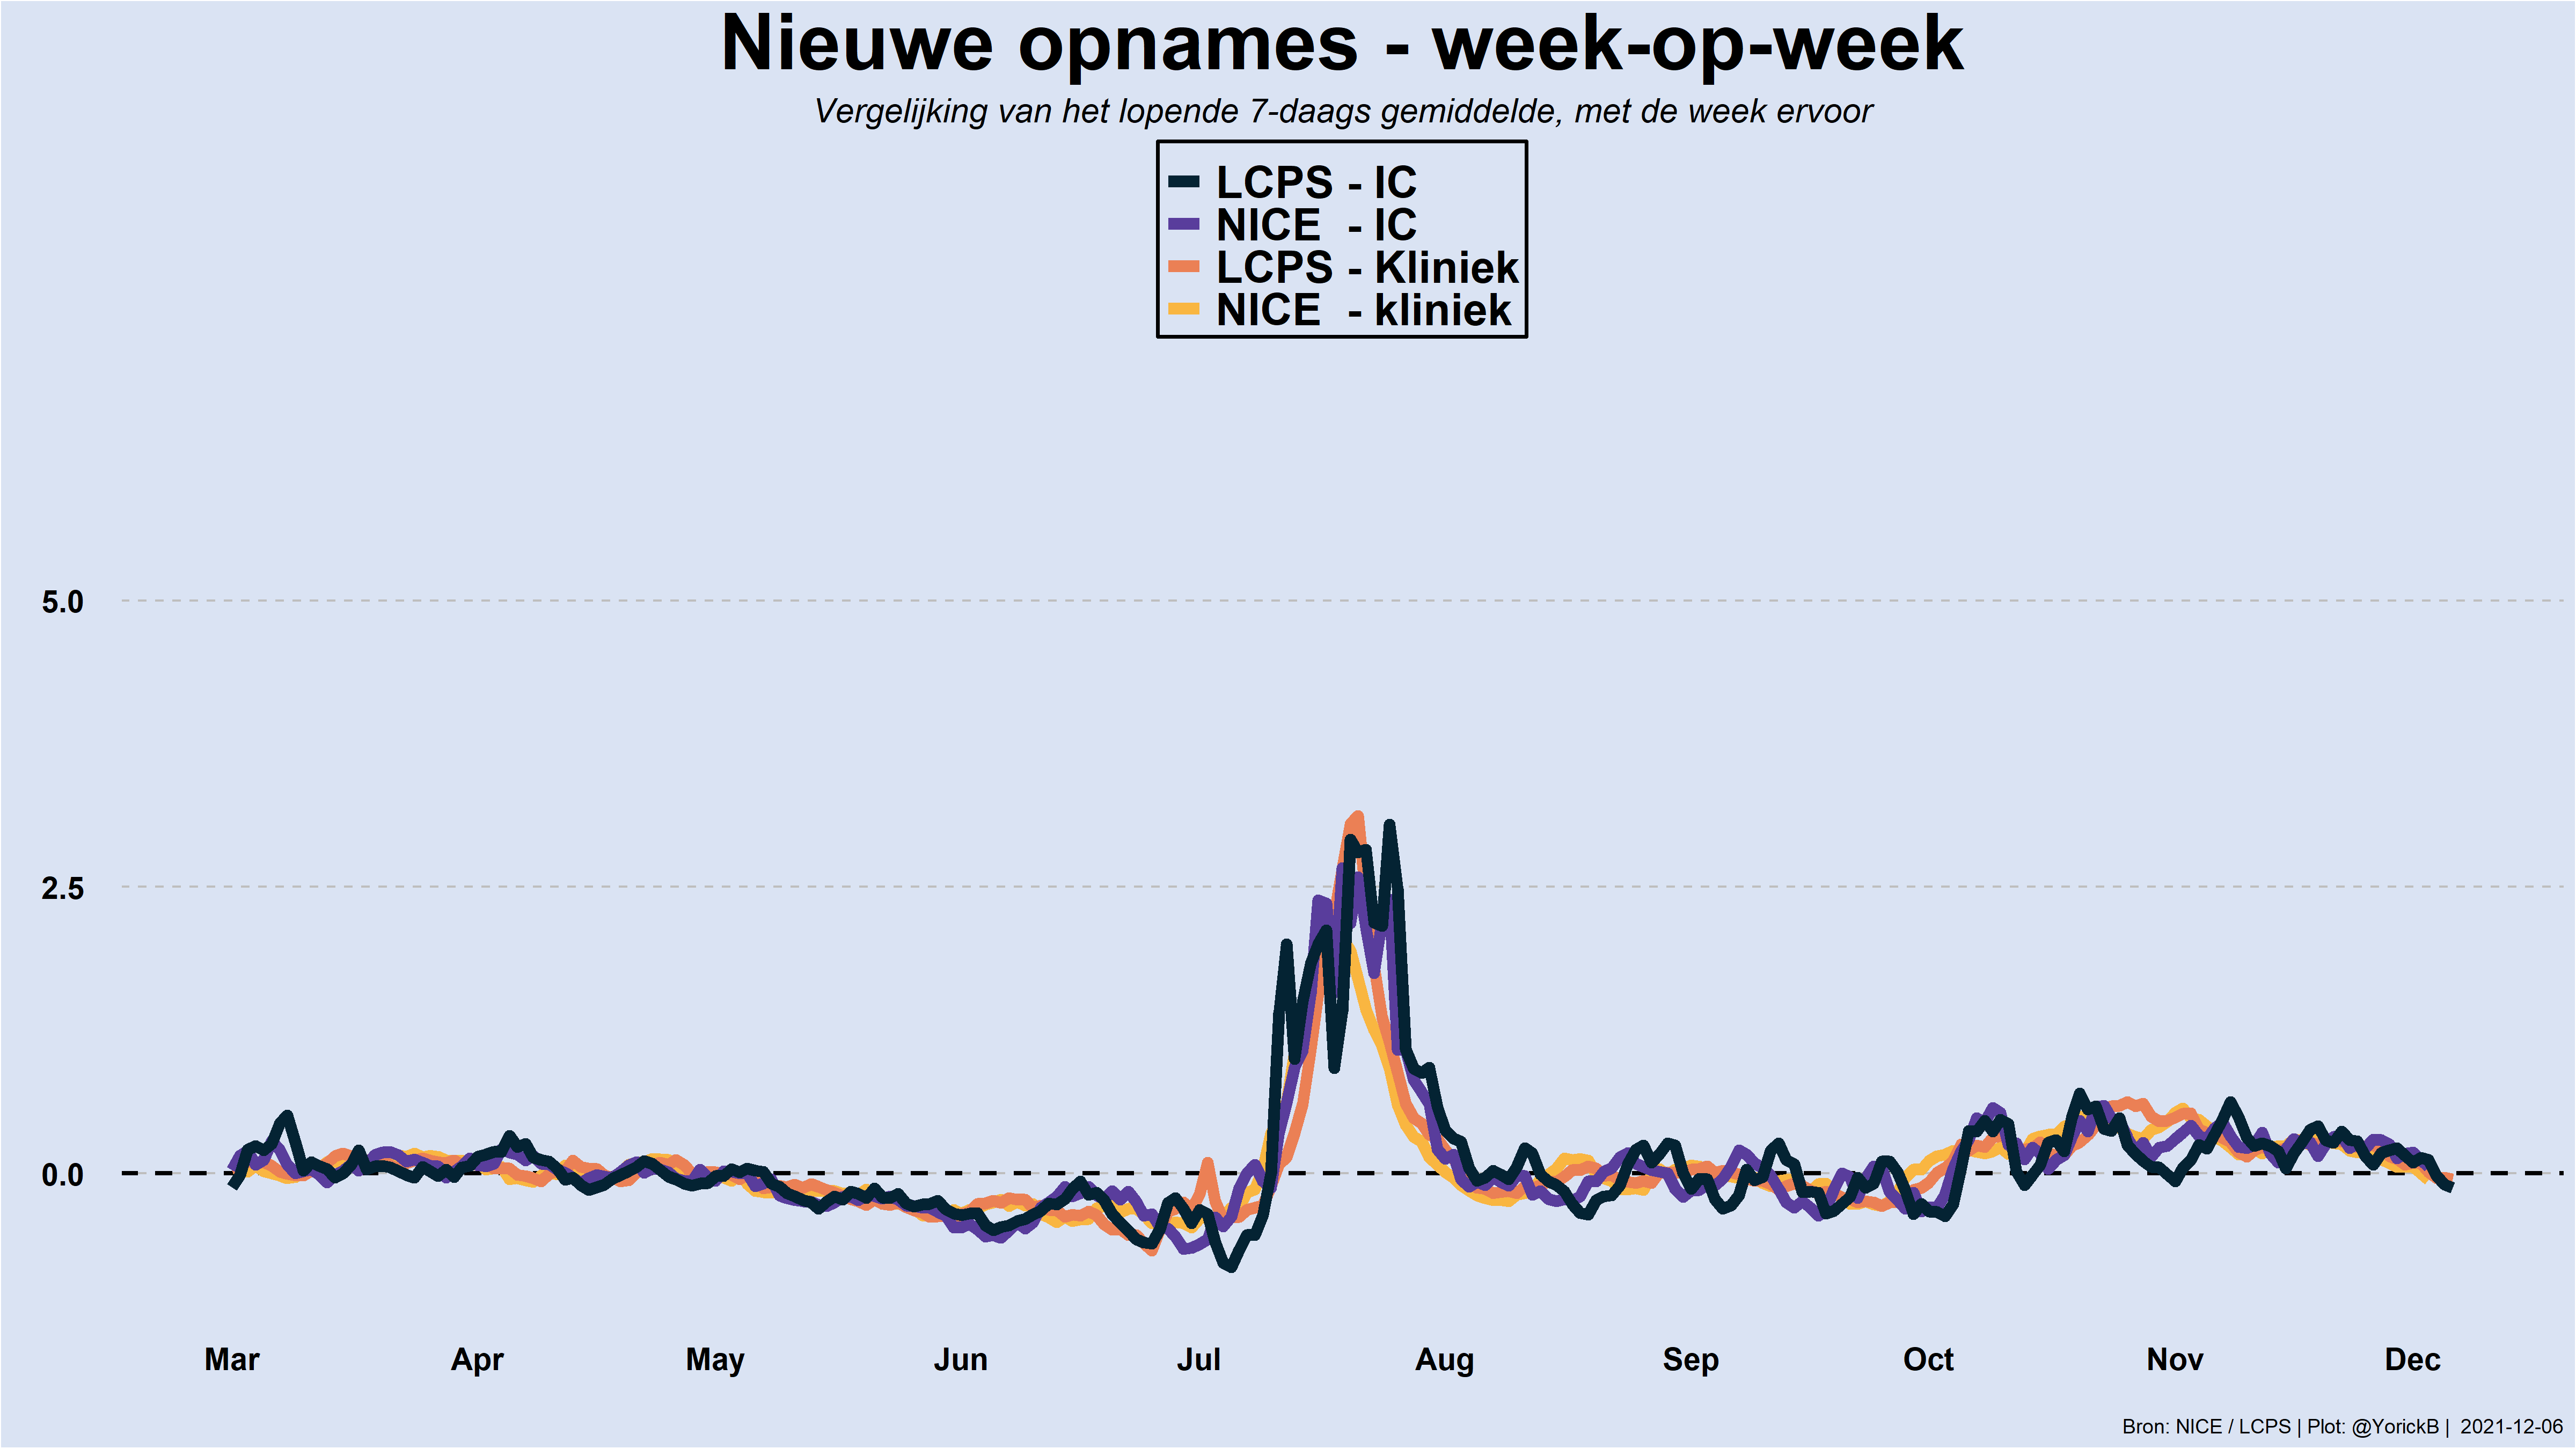 Nieuwe opnames - week-op-week
Vergelijking van het lopende 7-daags gemiddelde, met de week ervoor
LCPS - IC
NICE - IC
LCPS - Kliniek
NICE - kliniek
5.0
2.5
0.0
Mar Apr May Jun Jul Aug Sep Oct Nov Dec
Bron: NICE / LCPS | Plot: @YorickB | 2021-12-06